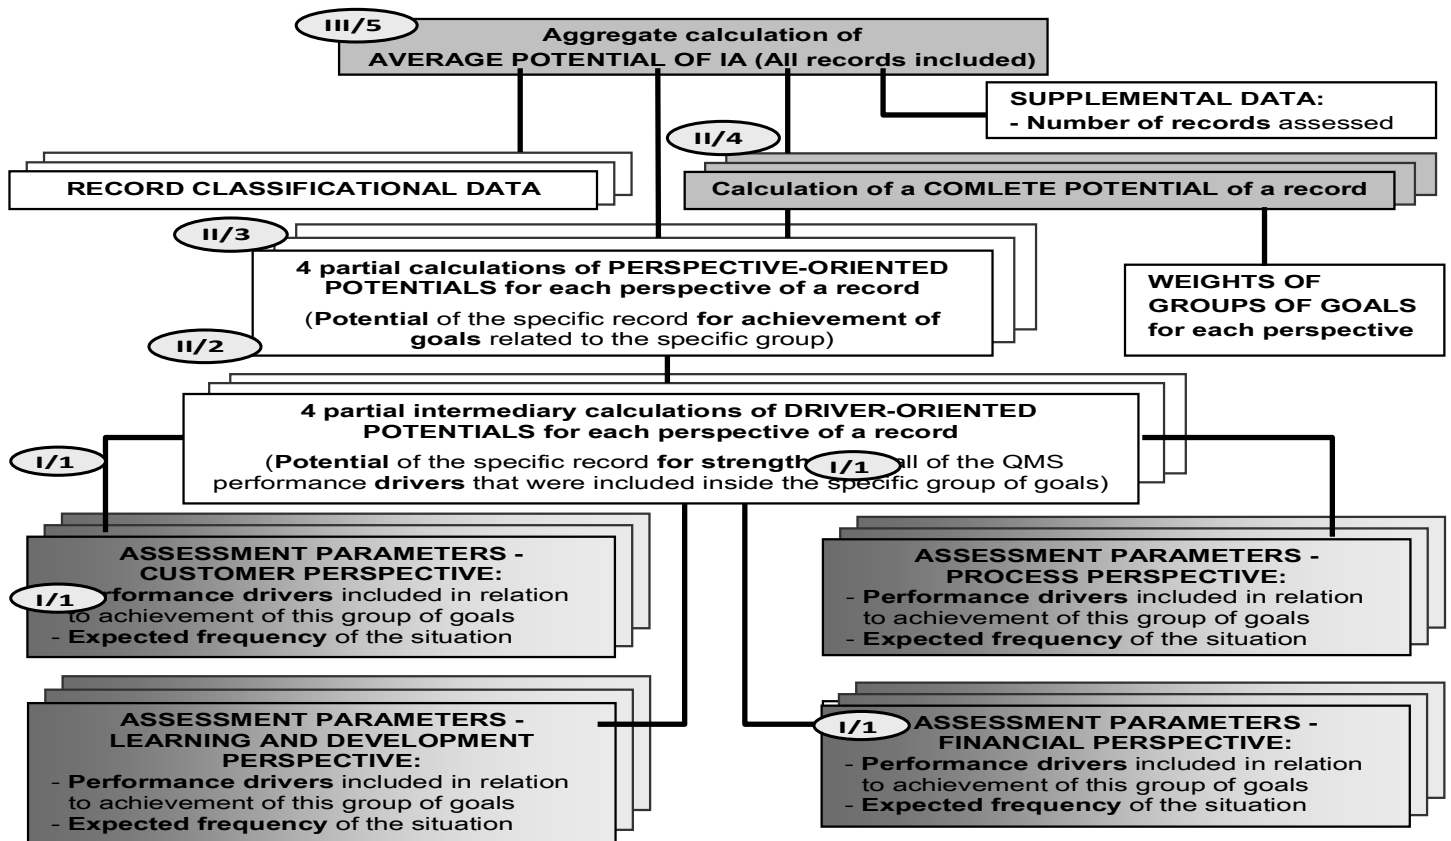 III/5
Aggregate calculation of
AVERAGE POTENTIAL OF IA (All records included)
SUPPLEMENTAL DATA:
- Number of records assessed
II/4
RECORD CLASSIFICATIONAL DATA
Calculation of a COMLETE POTENTIAL of a record
II/3
4 partial calculations of PERSPECTIVE-ORIENTED
POTENTIALS for each perspective of a record
(Potential of the specific record for achievement of
goals related to the specific group)
WEIGHTS OF
GROUPS OF GOALS
for each perspective
II/2
4 partial intermediary calculations of DRIVER-ORIENTED
POTENTIALS for each perspective of a record
(Potential of the specific record for strength all of the QMS
performance drivers that were included inside the specific group of goals)
I/1
I/1
ASSESSMENT PARAMETERS -
CUSTOMER PERSPECTIVE:
I/1
erformance drivers included in relation
to achievement of this group of goals
- Expected frequency of the situation
ASSESSMENT PARAMETERS -
PROCESS PERSPECTIVE:
- Performance drivers included in relation
to achievement of this group of goals
- Expected frequency of the situation
ASSESSMENT PARAMETERS -
LEARNING AND DEVELOPMENT
PERSPECTIVE:
- Performance drivers included in relation
to achievement of this group of goals
- Expected frequency of the situation
I/1
ASSESSMENT PARAMETERS -
FINANCIAL PERSPECTIVE:
- Performance drivers included in relation
to achievement of this group of goals
- Expected frequency of the situation